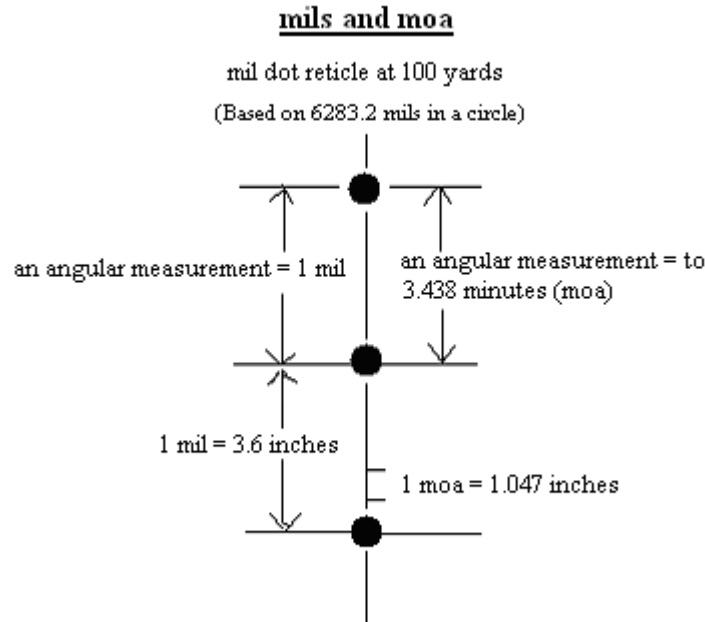 mils and moa
mil dot reticle at 100 yards
(Based on 6283.2 mils in a circle)
an angular measurement = 1 mil
an angular measurement = to
3.438 minutes (moa)
1 mil = 3.6 inches
1 moa = 1.047 inches